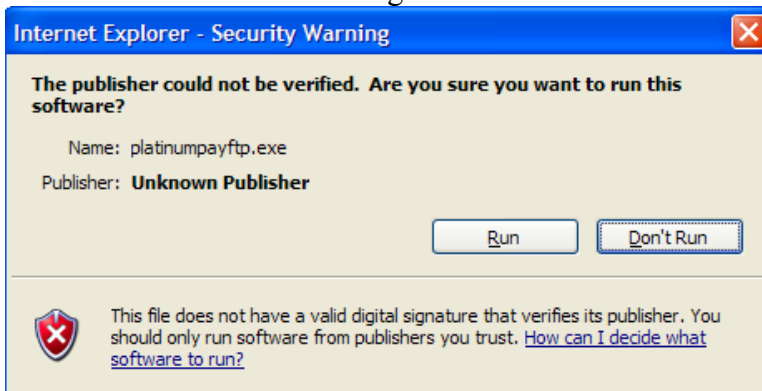 Internet Explorer - Security Warning
The publisher could not be verified. Are you sure you want to run this
software?
Name: platinumpayftp.exe
Publisher: Unknown Publisher
Run Don't Run
This file does not have a valid digital signature that verifies its publisher. You
should only run software from publishers you trust. How can I decide what
software to run?